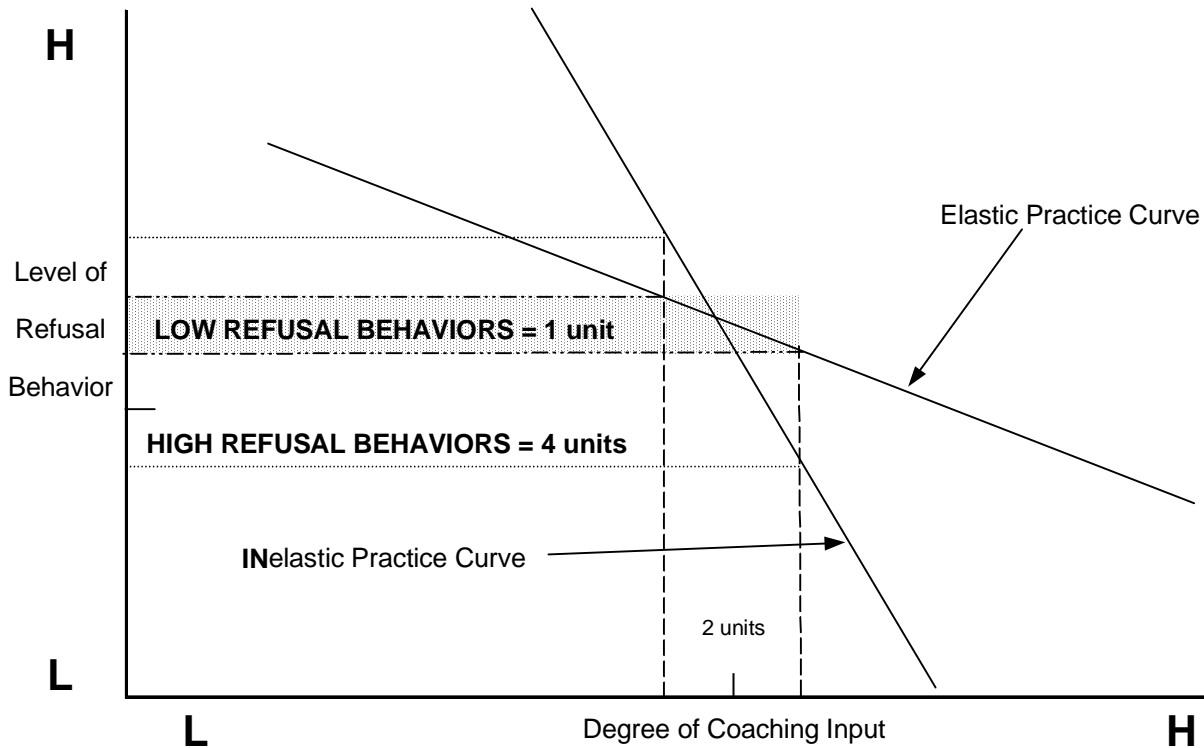 H
Elastic Practice Curve
Level of
Refusal
Behavior
LOW REFUSAL BEHAVIORS = 1 unit
HIGH REFUSAL BEHAVIORS = 4 units
INelastic Practice Curve
2 units
L
L
Degree of Coaching Input
H